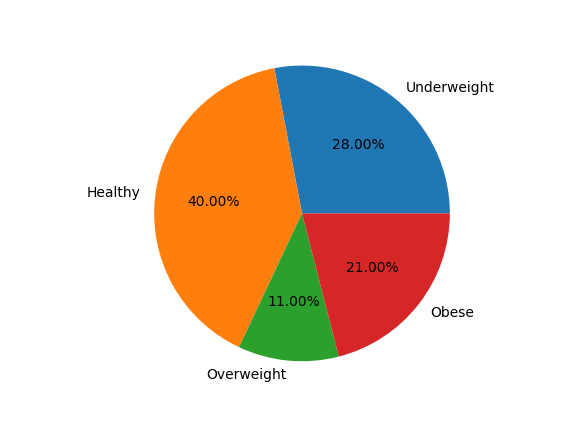 Underweight
28.00%
Healthy
40.00%
21.00%
11.00%
Obese
Overweight